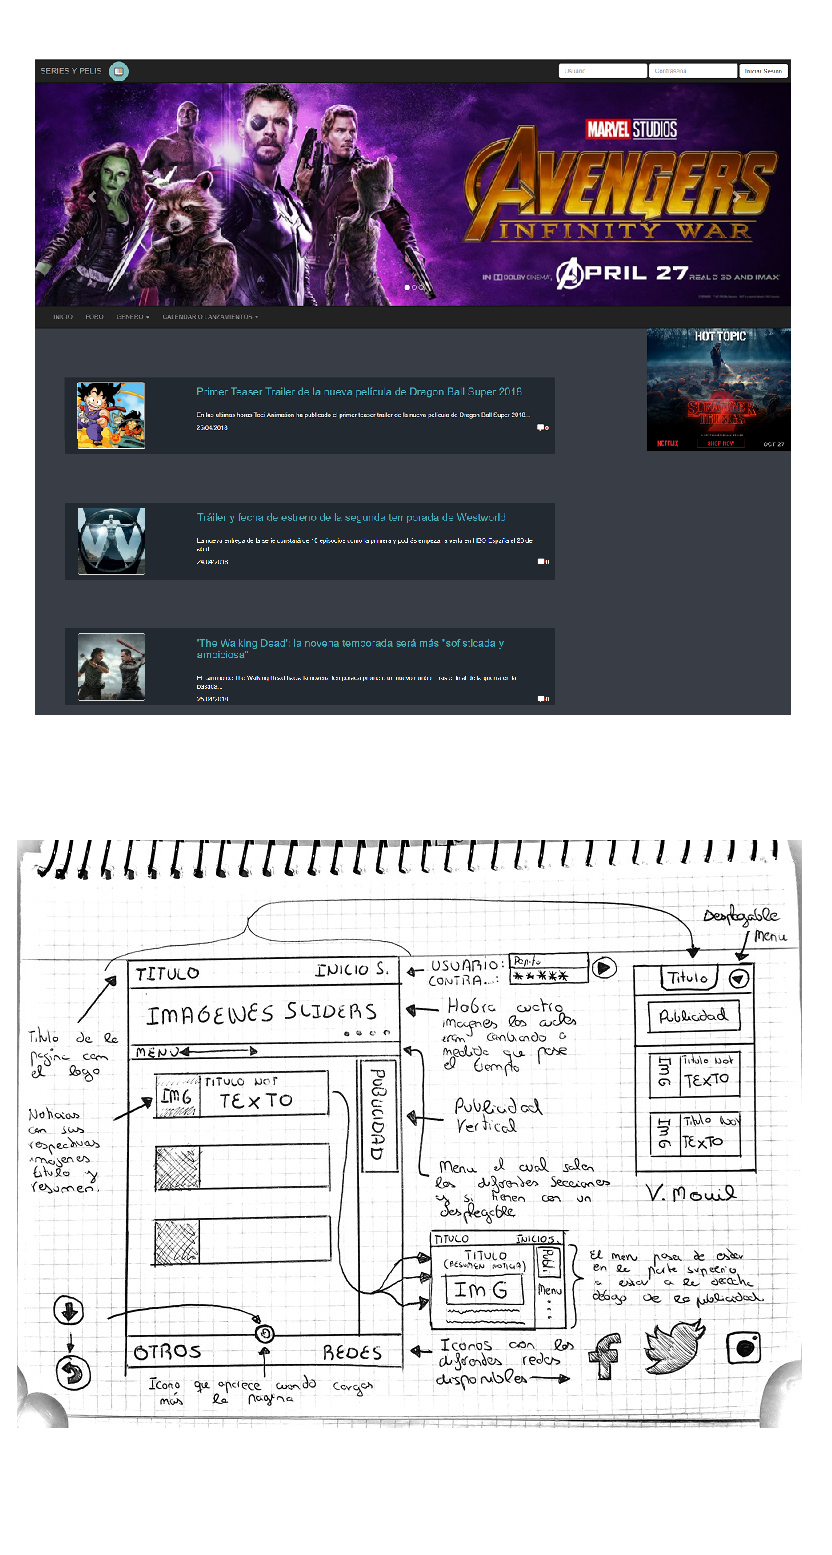 SERIES Y PELIS
Usuario
Contraseña
Iniciar Sesión
MARVEL STUDIOS
AVENGERS
INFINITY WAR
IN DOLBY CINEMA, APRIL 27 REAL D 3D AND IMAX
INICIO
FORO
GENERO
CALENDARIO LANZAMIENTOS
HOT TOPIC
STRANGER THINGS
NETFLIX
SHOP NOW
OCT 27
Primer Teaser Trailer de la nueva película de Dragon Ball Super 2018
En las ultimas horas Toei Animation ha publicado el primer teaser trailer de la nueva película de Dragon Ball Super 2018...
25/04/2018
0
Tráiler y fecha de estreno de la segunda temporada de Westworld
La nueva entrega de la serie constará de 10 episodios como la primera y podrás empezar a verla en HBO España el 23 de
abril
0
'The Walking Dead': la novena temporada será más "sofisticada y
ambiciosa"
0
Desplegable
Menu
TITULO
INICIO S.
USUARIO: Pepito
CONTRA...: *****
Titulo
IMAGENES SLIDERS
Habra cuatro
imagenes las cuales
iran cambiando a
medida que pase
el tiempo
Publicidad
Titulo de la
pagina con
el logo
MENU
IMG
Titulo Not
TEXTO
TITULO NOT
IMG
TEXTO
PUBLICIDAD
Publicidad
Vertical
IMG
Titulo Not
TEXTO
Noticias
con sus
respectivas
imagenes
titulo y
resumen.
Menu el cual salen
las diferentes secciones
y si tienen con un
desplegable
V. Movil
TITULO
INICIO S.
TITULO
(RESUMEN NOTICIA)
IMG
Publi
Menu
El menu pasa de estar
en la parte superior
a estar a la derecha
debajo de la publicidad.
OTROS
REDES
Iconos con las
diferentes redes
disponibles
Icono que aparece cuando cargas
más la pagina